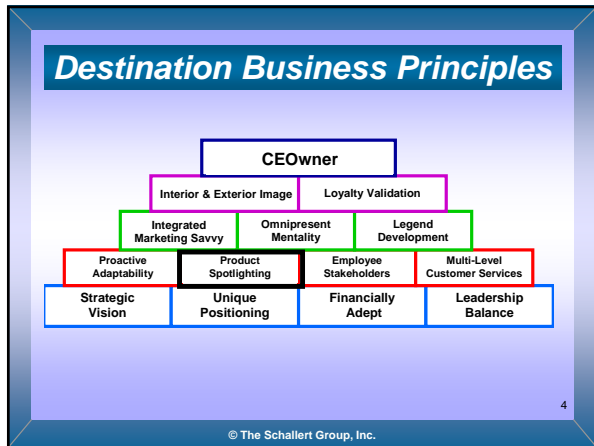 Destination Business Principles
CEOwner
Interior & Exterior Image
Loyalty Validation
Integrated
Marketing Savvy
Omnipresent
Mentality
Legend
Development
Proactive
Adaptability
Product
Spotlighting
Employee
Stakeholders
Multi-Level
Customer Services
Strategic
Vision
Unique
Positioning
Financially
Adept
Leadership
Balance
4
© The Schallert Group, Inc.